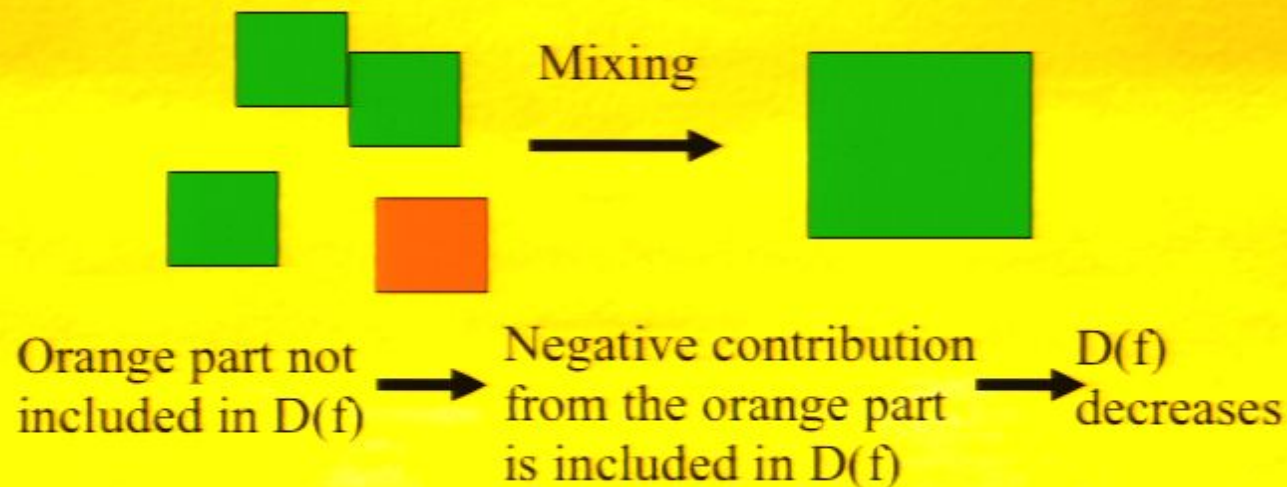 Mixing
Orange part not
included in D(f)
Negative contribution
from the orange part
is included in D(f)
D(f)
decreases